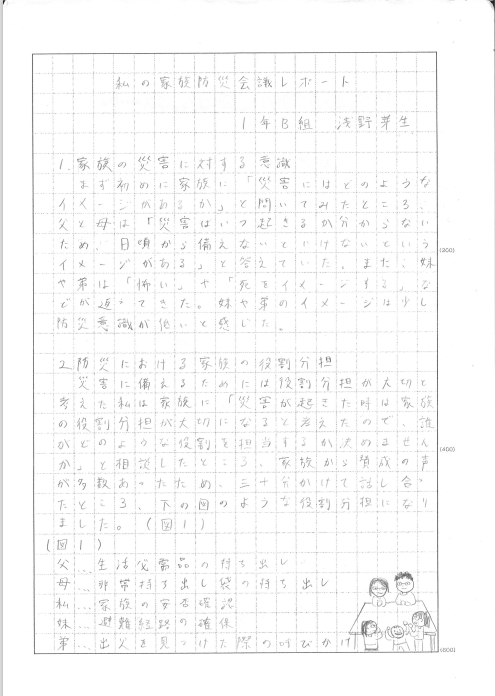 私の家族防災会議レポート
1年B組 浅野芽生
1.家族の災害に対する意識
まず初めに家族に「災害にはどのような
イメージがあるか」と問いてみたところ、
父と母は「災害はいつ起きるか分からない
ため、日頃から備えないといけないという
(200)
イメージがある」と答えていた。また、妹
や弟は「怖い」や「死をイメージする」な
どが返ってきた。妹や弟のイメージは少し
防災意識が低いと感じた。
2.防災における家族の役割分担
災害に備えるためには役割分担が大切と
考えた私は家族に「災害が起きた時は家族
の役割分担が大切になると考えたので、誰
がどのような役割を担当するか決めません
(400)
か」と相談したところ、家族から賛成の声
が多数あったため、三十分かけて話し合っ
たところ、下の図のような役割分担になり
ました。(図1)
(図1)
父…生活必需品の持ち出し
母…非常持ち出し袋の持ち出し
私…家族の安否確認
妹…避難経路の確保
弟…出火を見つけた際の呼びかけ
(600)